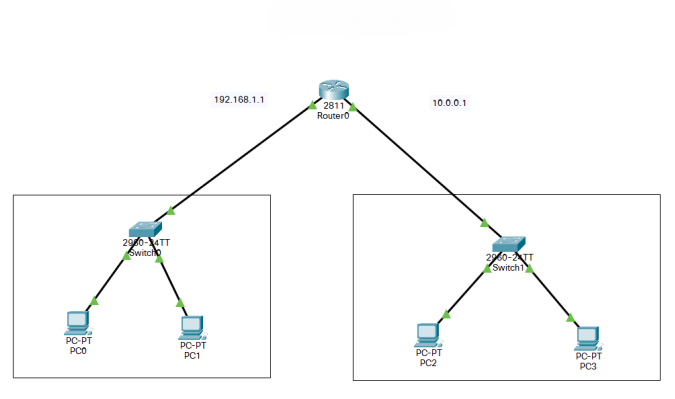 192.168.1.1
10.0.0.1
2811
Router0
2960-24TT
Switch0
2960-24TT
Switch1
PC-PT
PC0
PC-PT
PC1
PC-PT
PC2
PC-PT
PC3